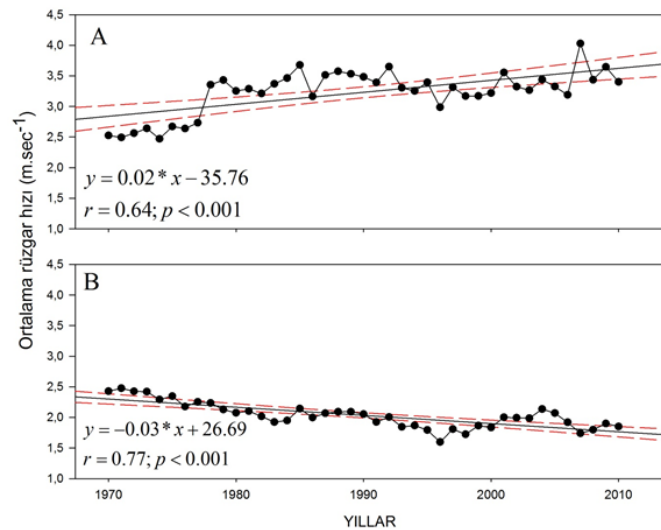 Ortalama rüzgar hızı (m.sec⁻¹)
4,5
A
4,0
3,5
3,0
2,5
2,0
1,5
1,0
y = 0.02 * x − 35.76
r = 0.64; p < 0.001
4,5
B
4,0
3,5
3,0
2,5
2,0
1,5
1,0
y = −0.03 * x + 26.69
r = 0.77; p < 0.001
1970 1980 1990 2000 2010
YILLAR